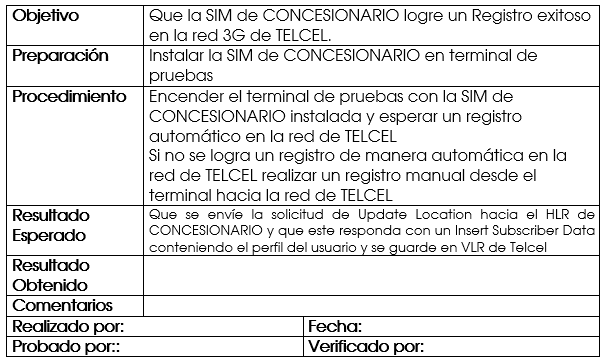 Objetivo
Que la SIM de CONCESIONARIO logre un Registro exitoso
en la red 3G de TELCEL.
Preparación
Instalar la SIM de CONCESIONARIO en terminal de
pruebas
Procedimiento
Encender el terminal de pruebas con la SIM de
CONCESIONARIO instalada y esperar un registro
automático en la red de TELCEL
Si no se logra un registro de manera automática en la
red de TELCEL realizar un registro manual desde el
terminal hacia la red de TELCEL
Resultado
Esperado
Que se envíe la solicitud de Update Location hacia el HLR de
CONCESIONARIO y que este responda con un Insert Subscriber Data
conteniendo el perfil del usuario y se guarde en VLR de Telcel
Resultado
Obtenido
Comentarios
Realizado por:
Fecha:
Probado por::
Verificado por: